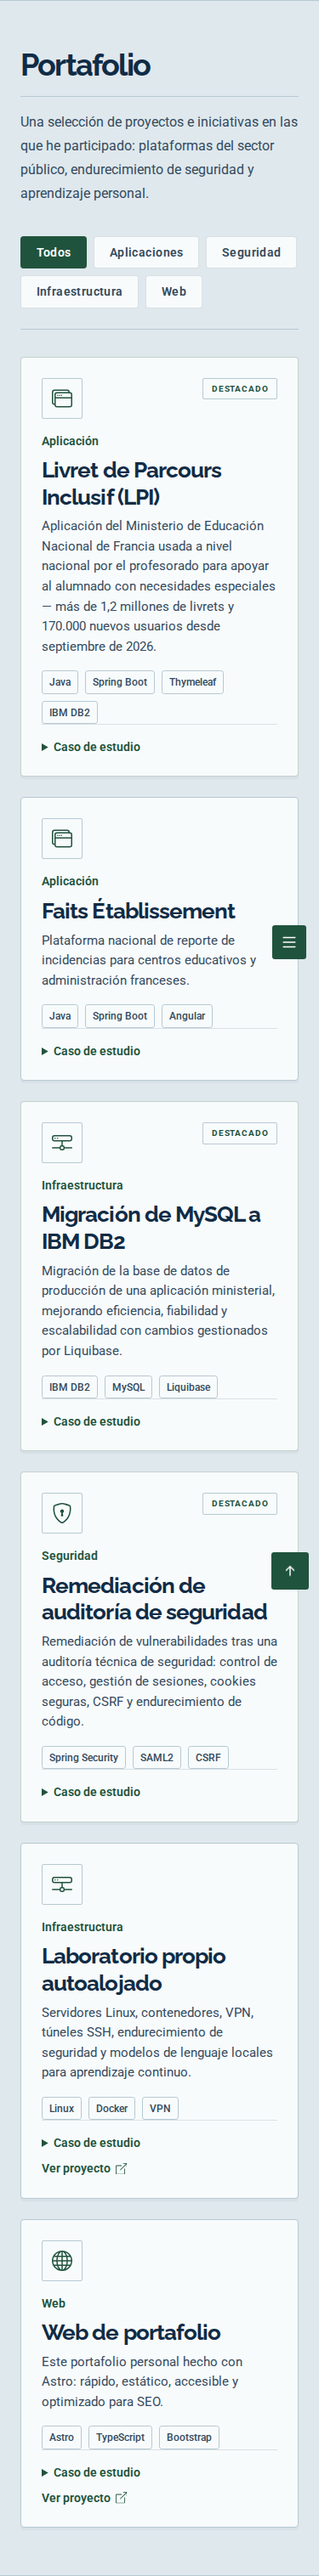 Portafolio
Una selección de proyectos e iniciativas en las
que he participado: plataformas del sector
público, endurecimiento de seguridad y
aprendizaje personal.
Todos
Aplicaciones
Seguridad
Infraestructura
Web
DESTACADO
Aplicación
Livret de Parcours
Inclusif (LPI)
Aplicación del Ministerio de Educación
Nacional de Francia usada a nivel
nacional por el profesorado para apoyar
al alumnado con necesidades especiales
— más de 1,2 millones de livrets y
170.000 nuevos usuarios desde
septiembre de 2026.
Java
Spring Boot
Thymeleaf
IBM DB2
Caso de estudio
Aplicación
Faits Établissement
Plataforma nacional de reporte de
incidencias para centros educativos y
administración franceses.
Java
Spring Boot
Angular
Caso de estudio
DESTACADO
Infraestructura
Migración de MySQL a
IBM DB2
Migración de la base de datos de
producción de una aplicación ministerial,
mejorando eficiencia, fiabilidad y
escalabilidad con cambios gestionados
por Liquibase.
IBM DB2
MySQL
Liquibase
Caso de estudio
DESTACADO
Seguridad
Remediación de
auditoría de seguridad
Remediación de vulnerabilidades tras una
auditoría técnica de seguridad: control de
acceso, gestión de sesiones, cookies
seguras, CSRF y endurecimiento de
código.
Spring Security
SAML2
CSRF
Caso de estudio
Infraestructura
Laboratorio propio
autoalojado
Servidores Linux, contenedores, VPN,
túneles SSH, endurecimiento de
seguridad y modelos de lenguaje locales
para aprendizaje continuo.
Linux
Docker
VPN
Caso de estudio
Ver proyecto
Web
Web de portafolio
Este portafolio personal hecho con
Astro: rápido, estático, accesible y
optimizado para SEO.
Astro
TypeScript
Bootstrap
Caso de estudio
Ver proyecto